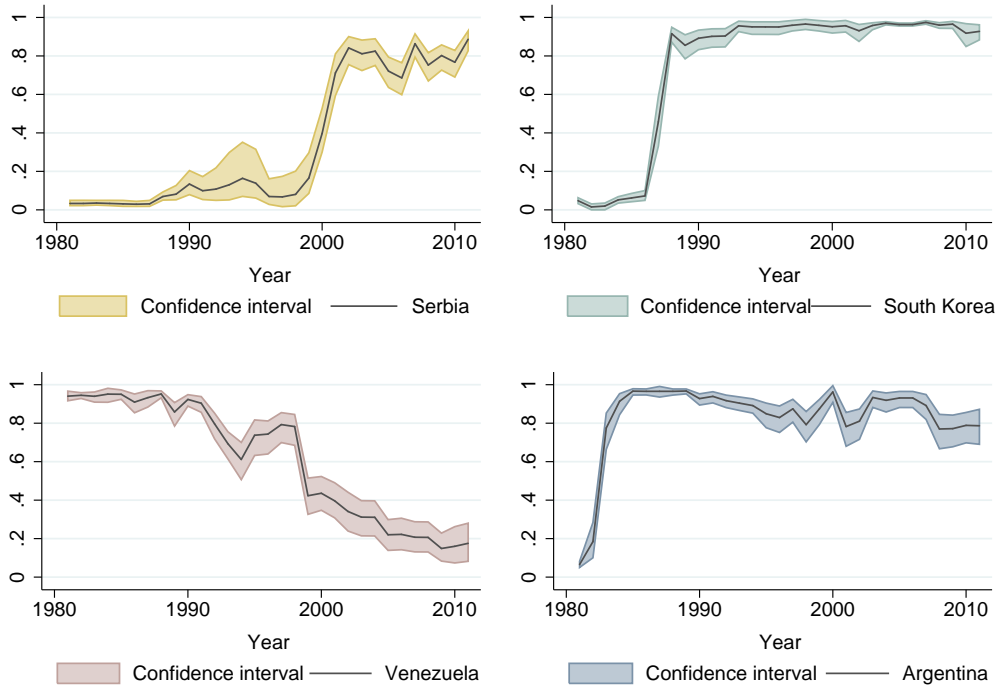 1
.8
.6
.4
.2
0
1980 1990 2000 2010
Year
Confidence interval Serbia
1
.8
.6
.4
.2
0
1980 1990 2000 2010
Year
Confidence interval South Korea
1
.8
.6
.4
.2
0
1980 1990 2000 2010
Year
Confidence interval Venezuela
1
.8
.6
.4
.2
0
1980 1990 2000 2010
Year
Confidence interval Argentina